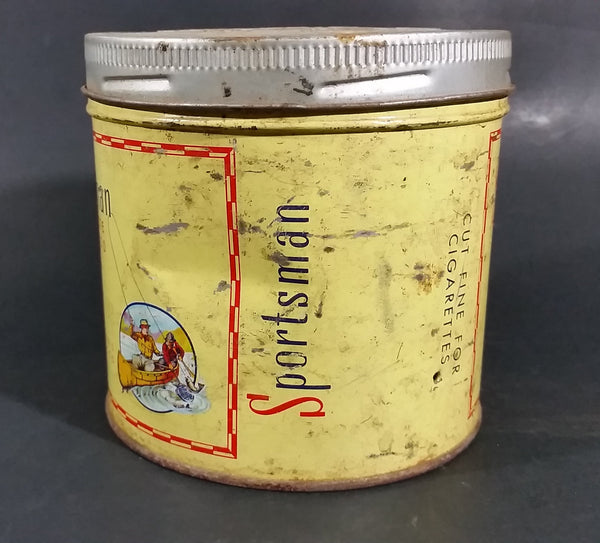 Sportsman
CUT FINE FOR
CIGARETTES